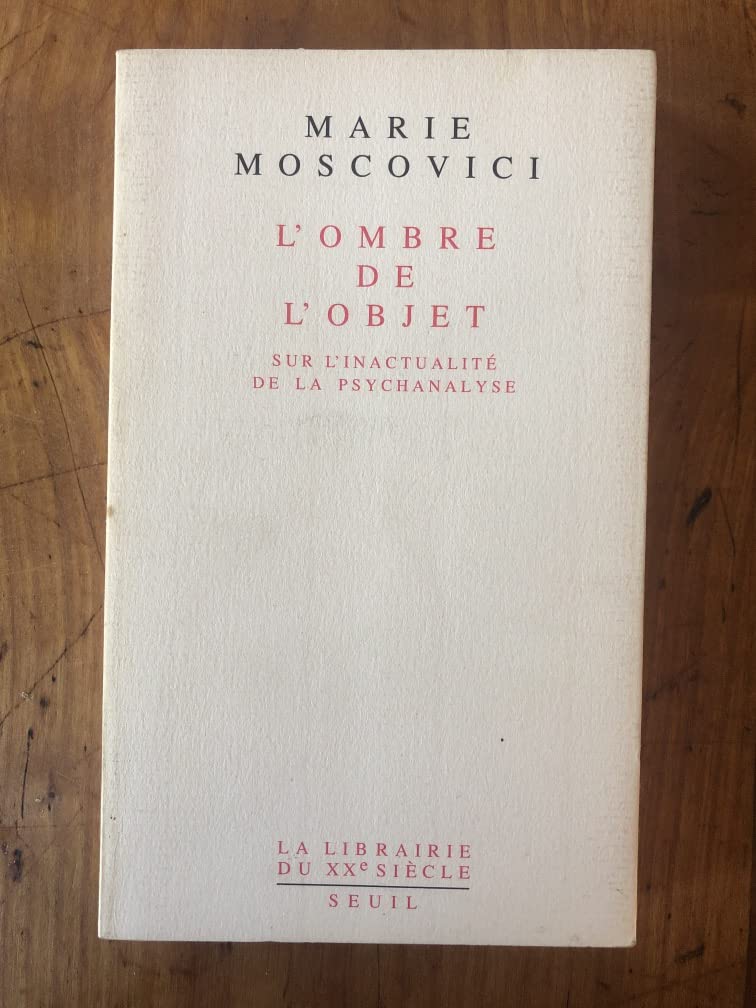 MARIE
MOSCOVICI
L'OMBRE
DE
L'OBJET
SUR L'INACTUALITÉ
DE LA PSYCHANALYSE
LA LIBRAIRIE
DU XXe SIÈCLE
SEUIL